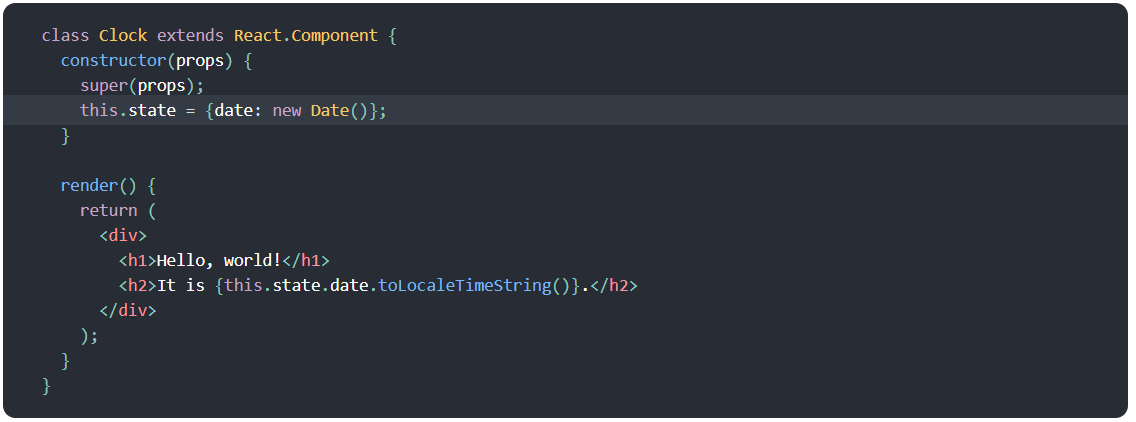 class Clock extends React.Component {
  constructor(props) {
    super(props);
    this.state = {date: new Date()};
  }

  render() {
    return (
      <div>
        <h1>Hello, world!</h1>
        <h2>It is {this.state.date.toLocaleTimeString()}.</h2>
      </div>
    );
  }
}